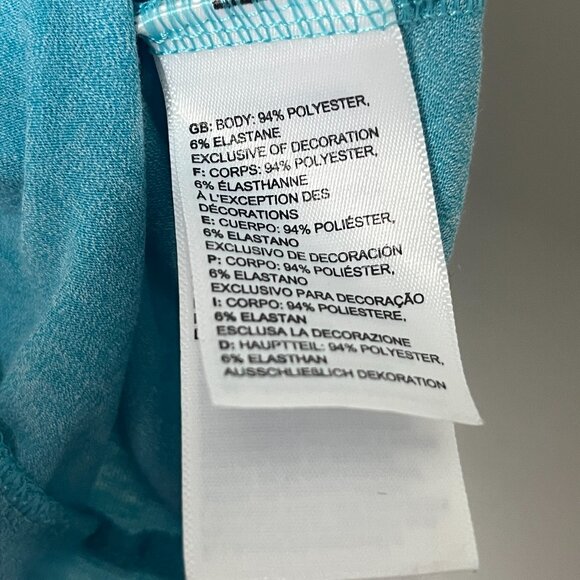 GB: BODY: 94% POLYESTER,
6% ELASTANE
EXCLUSIVE OF DECORATION
F: CORPS: 94% POLYESTER,
6% ÉLASTHANNE
À L'EXCEPTION DES
DÉCORATIONS
E: CUERPO: 94% POLIÉSTER,
6% ELASTANO
EXCLUSIVO DE DECORACIÓN
P: CORPO: 94% POLIÉSTER,
6% ELASTANO
EXCLUSIVO PARA DECORAÇÃO
I: CORPO: 94% POLIESTERE,
6% ELASTAN
ESCLUSA LA DECORAZIONE
D: HAUPTTEIL: 94% POLYESTER,
6% ELASTHAN
AUSSCHLIESLICH DEKORATION